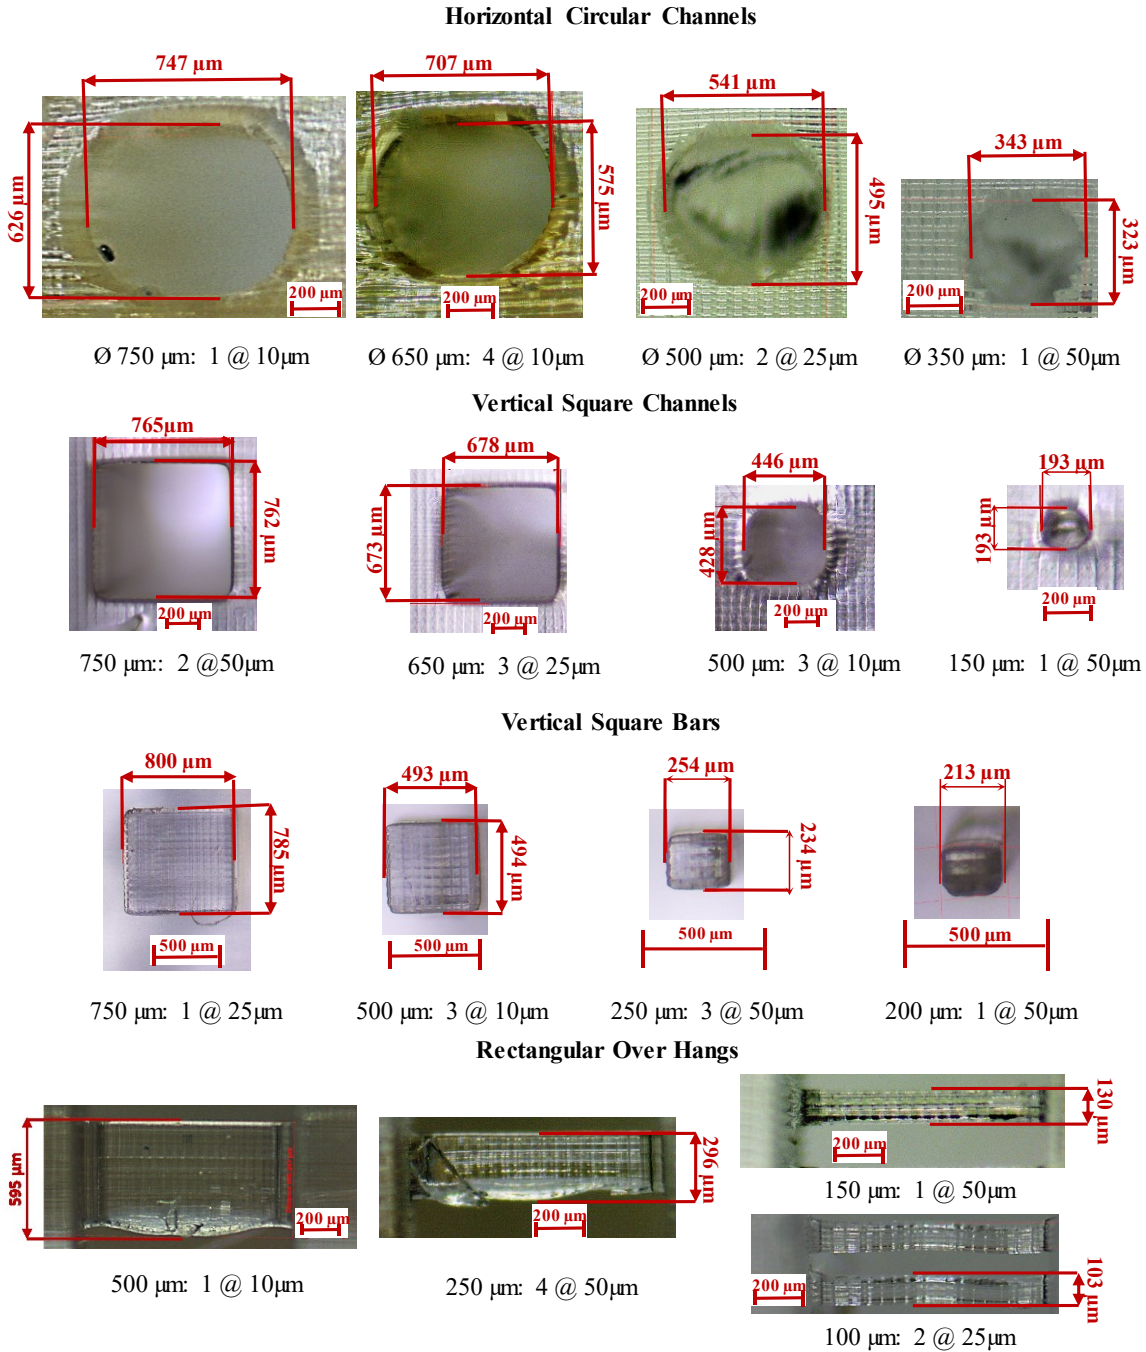 Horizontal Circular Channels
747 µm
707 µm
541 µm
343 µm
626 µm
575 µm
495 µm
323 µm
200 µm
200 µm
200 µm
200 µm
Ø 750 µm: 1 @ 10µm
Ø 650 µm: 4 @ 10µm
Ø 500 µm: 2 @ 25µm
Ø 350 µm: 1 @ 50µm
Vertical Square Channels
765µm
678 µm
446 µm
193 µm
762 µm
673 µm
428 µm
193 µm
200 µm
200 µm
200 µm
200 µm
750 µm:: 2 @50µm
650 µm: 3 @ 25µm
500 µm: 3 @ 10µm
150 µm: 1 @ 50µm
Vertical Square Bars
800 µm
493 µm
254 µm
213 µm
785 µm
494 µm
234 µm
500 µm
500 µm
500 µm
500 µm
750 µm: 1 @ 25µm
500 µm: 3 @ 10µm
250 µm: 3 @ 50µm
200 µm: 1 @ 50µm
Rectangular Over Hangs
595 µm
200 µm
296 µm
200 µm
130 µm
200 µm
150 µm: 1 @ 50µm
103 µm
200 µm
500 µm: 1 @ 10µm
250 µm: 4 @ 50µm
100 µm: 2 @ 25µm